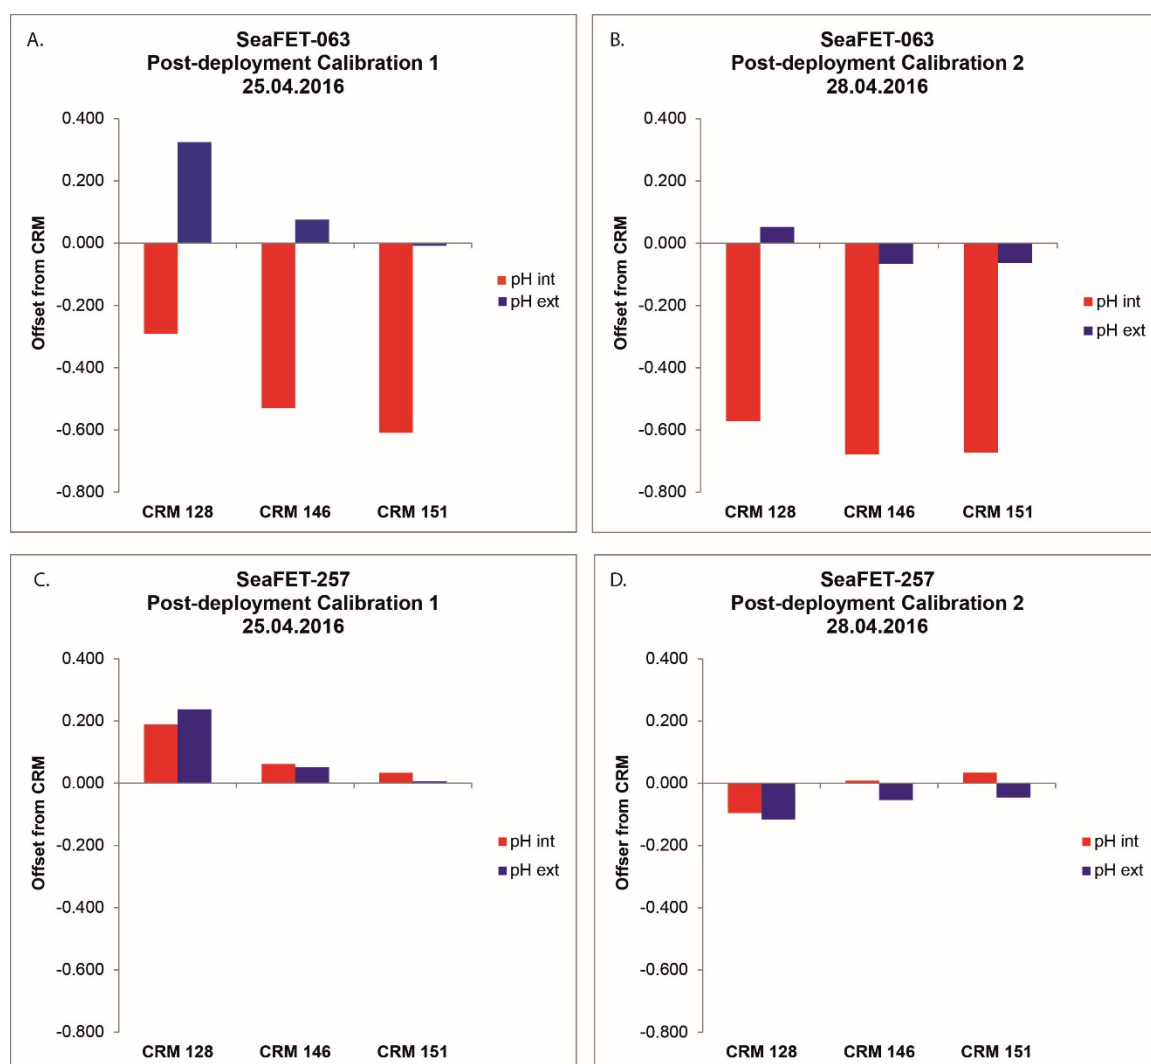 A.
SeaFET-063
Post-deployment Calibration 1
25.04.2016
0.400
0.200
0.000
-0.200
-0.400
-0.600
-0.800
Offset from CRM
pH int
pH ext
CRM 128 CRM 146 CRM 151
B.
SeaFET-063
Post-deployment Calibration 2
28.04.2016
0.400
0.200
0.000
-0.200
-0.400
-0.600
-0.800
Offset from CRM
pH int
pH ext
CRM 128 CRM 146 CRM 151
C.
SeaFET-257
Post-deployment Calibration 1
25.04.2016
0.400
0.200
0.000
-0.200
-0.400
-0.600
-0.800
Offset from CRM
pH int
pH ext
CRM 128 CRM 146 CRM 151
D.
SeaFET-257
Post-deployment Calibration 2
28.04.2016
0.400
0.200
0.000
-0.200
-0.400
-0.600
-0.800
Offser from CRM
pH int
pH ext
CRM 128 CRM 146 CRM 151